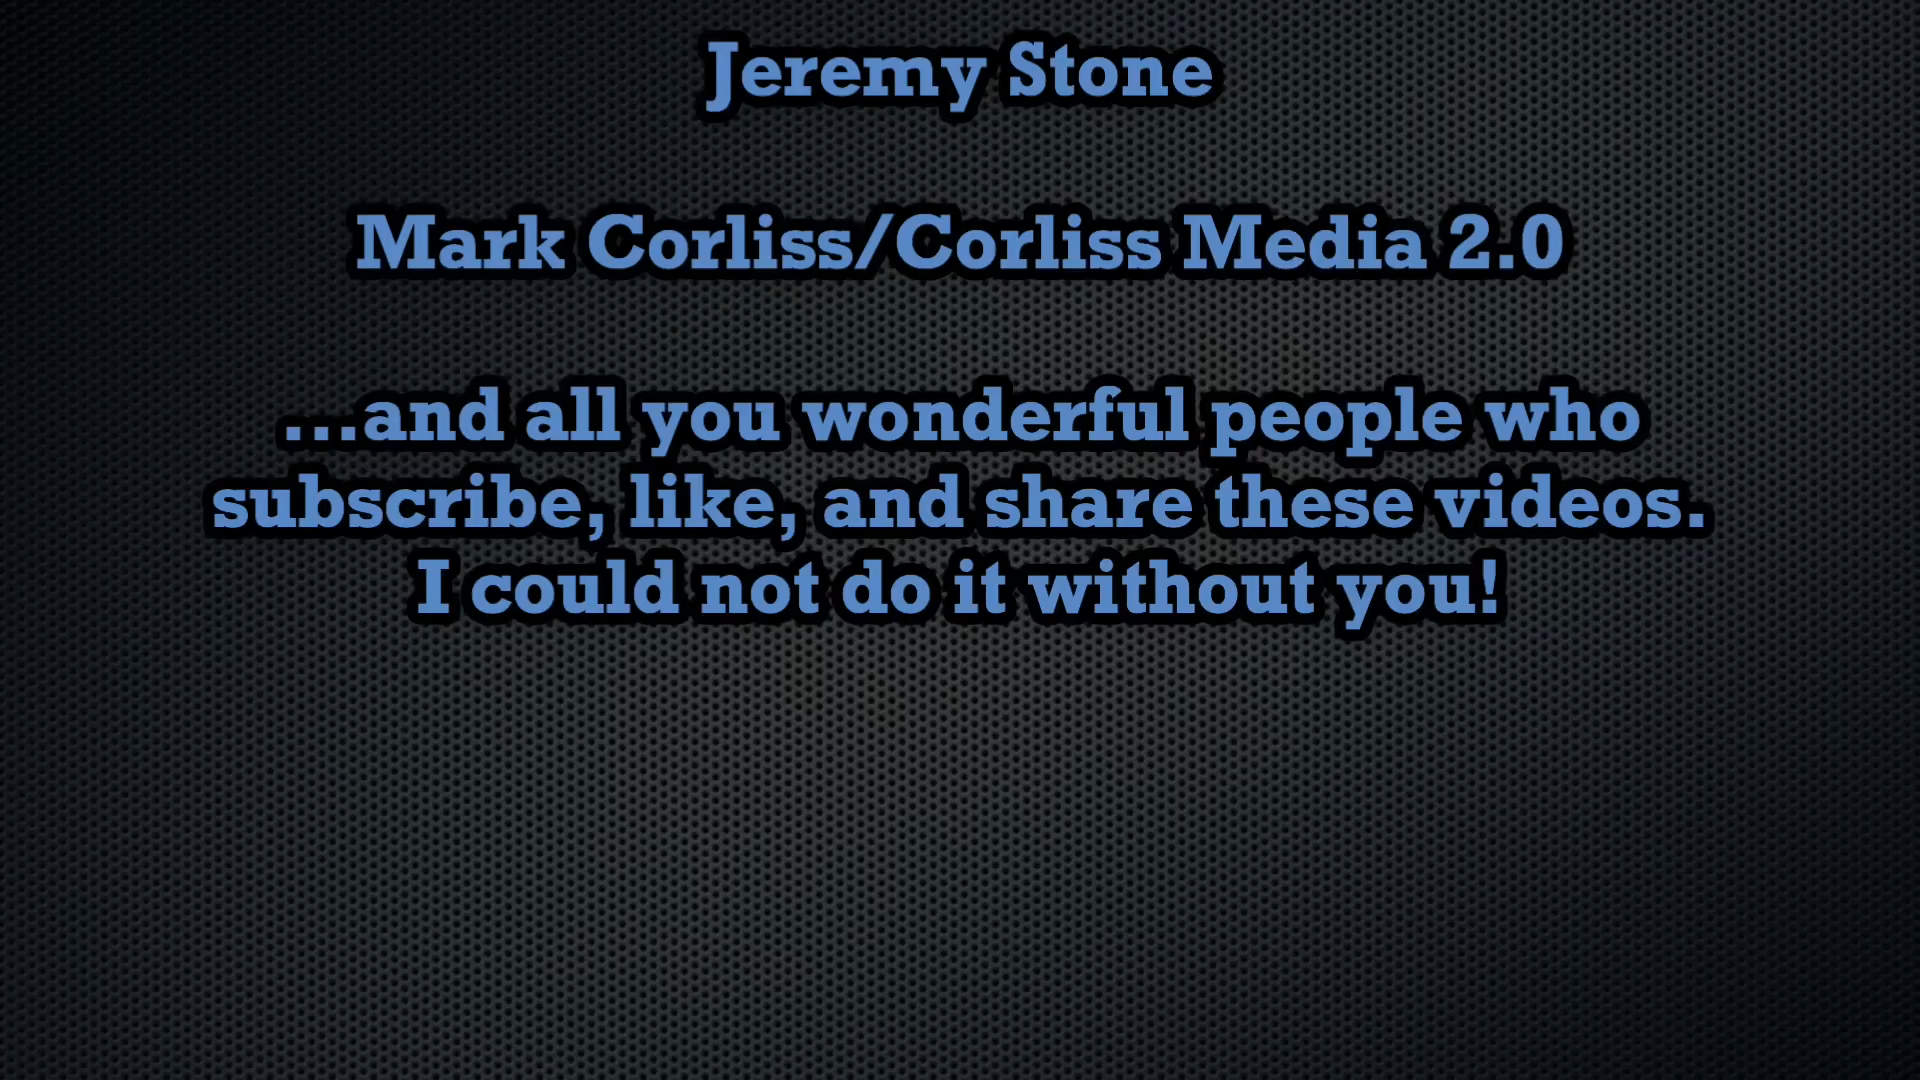 Jeremy Stone
Mark Corliss/Corliss Media 2.0
...and all you wonderful people who
subscribe, like, and share these videos.
I could not do it without you!